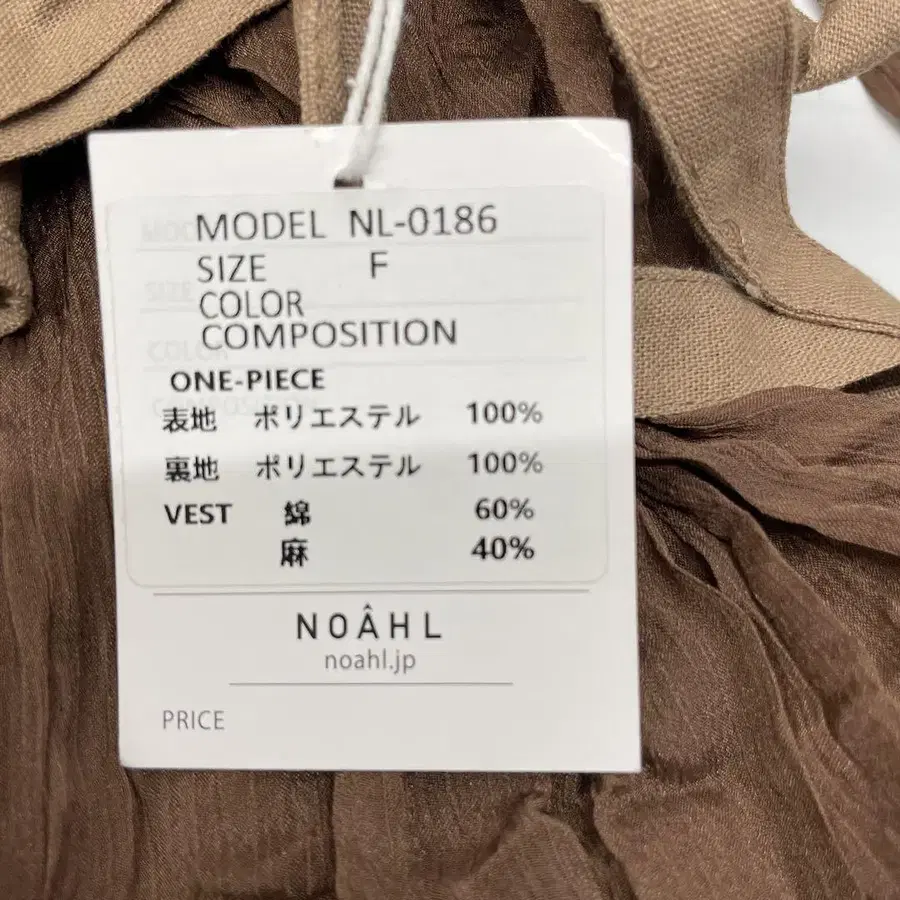 MODEL NL-0186
SIZE F
COLOR
COMPOSITION
ONE-PIECE
表地 ポリエステル 100%
裏地 ポリエステル 100%
VEST 綿 60%
麻 40%
NOÂHL
noahl.jp
PRICE